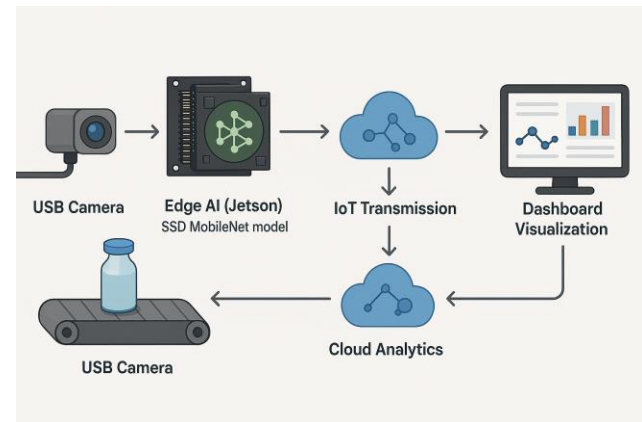 USB Camera
Edge AI (Jetson)
SSD MobileNet model
IoT Transmission
Dashboard
Visualization
USB Camera
Cloud Analytics